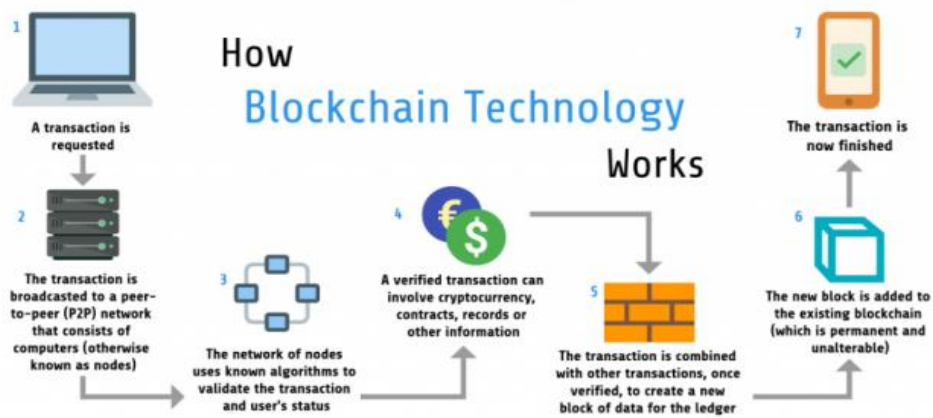 How
Blockchain Technology
Works
1
A transaction is
requested
2
The transaction is
broadcasted to a peer-
to-peer (P2P) network
that consists of
computers (otherwise
known as nodes)
3
The network of nodes
uses known algorithms to
validate the transaction
and user's status
4
€
$
A verified transaction can
involve cryptocurrency,
contracts, records or
other information
5
The transaction is combined
with other transactions, once
verified, to create a new
block of data for the ledger
6
The new block is added to
the existing blockchain
(which is permanent and
unalterable)
7
The transaction is
now finished